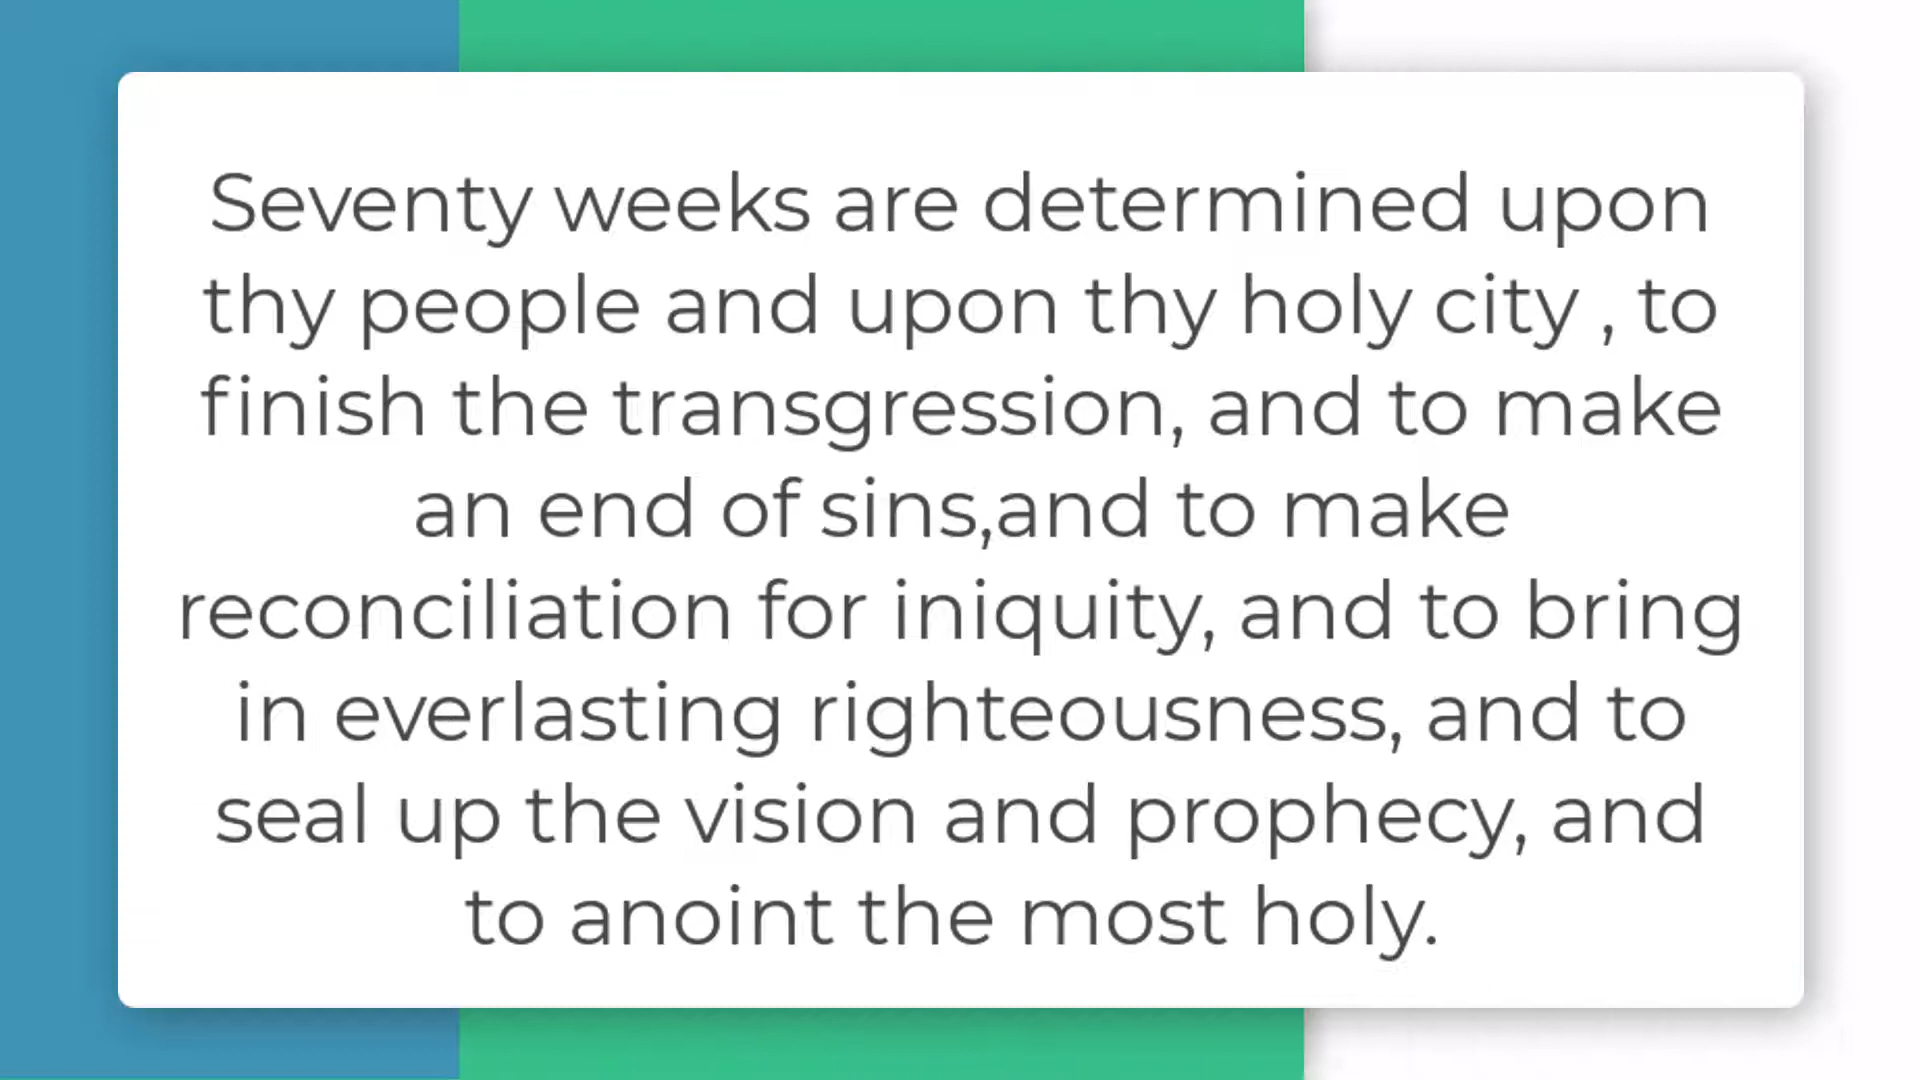 Seventy weeks are determined upon
thy people and upon thy holy city , to
finish the transgression, and to make
an end of sins,and to make
reconciliation for iniquity, and to bring
in everlasting righteousness, and to
seal up the vision and prophecy, and
to anoint the most holy.